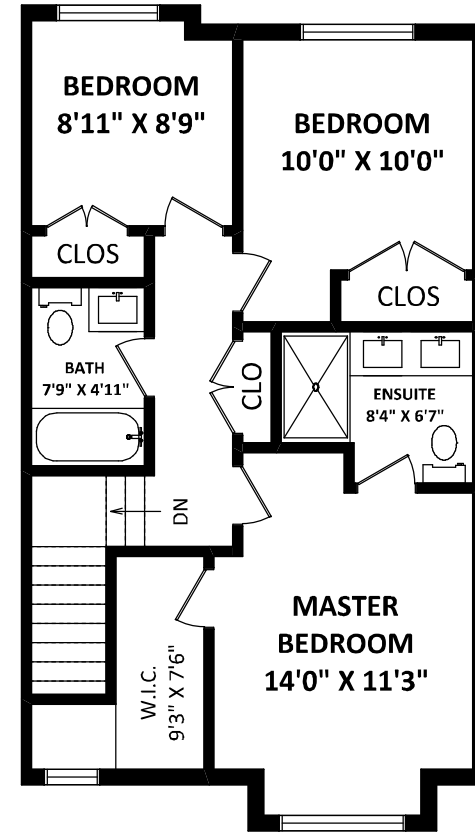 BEDROOM
8'11" X 8'9"
BEDROOM
10'0" X 10'0"
CLOS
CLOS
BATH
7'9" X 4'11"
CLO
ENSUITE
8'4" X 6'7"
DN
MASTER
BEDROOM
14'0" X 11'3"
W.I.C.
9'3" X 7'6"